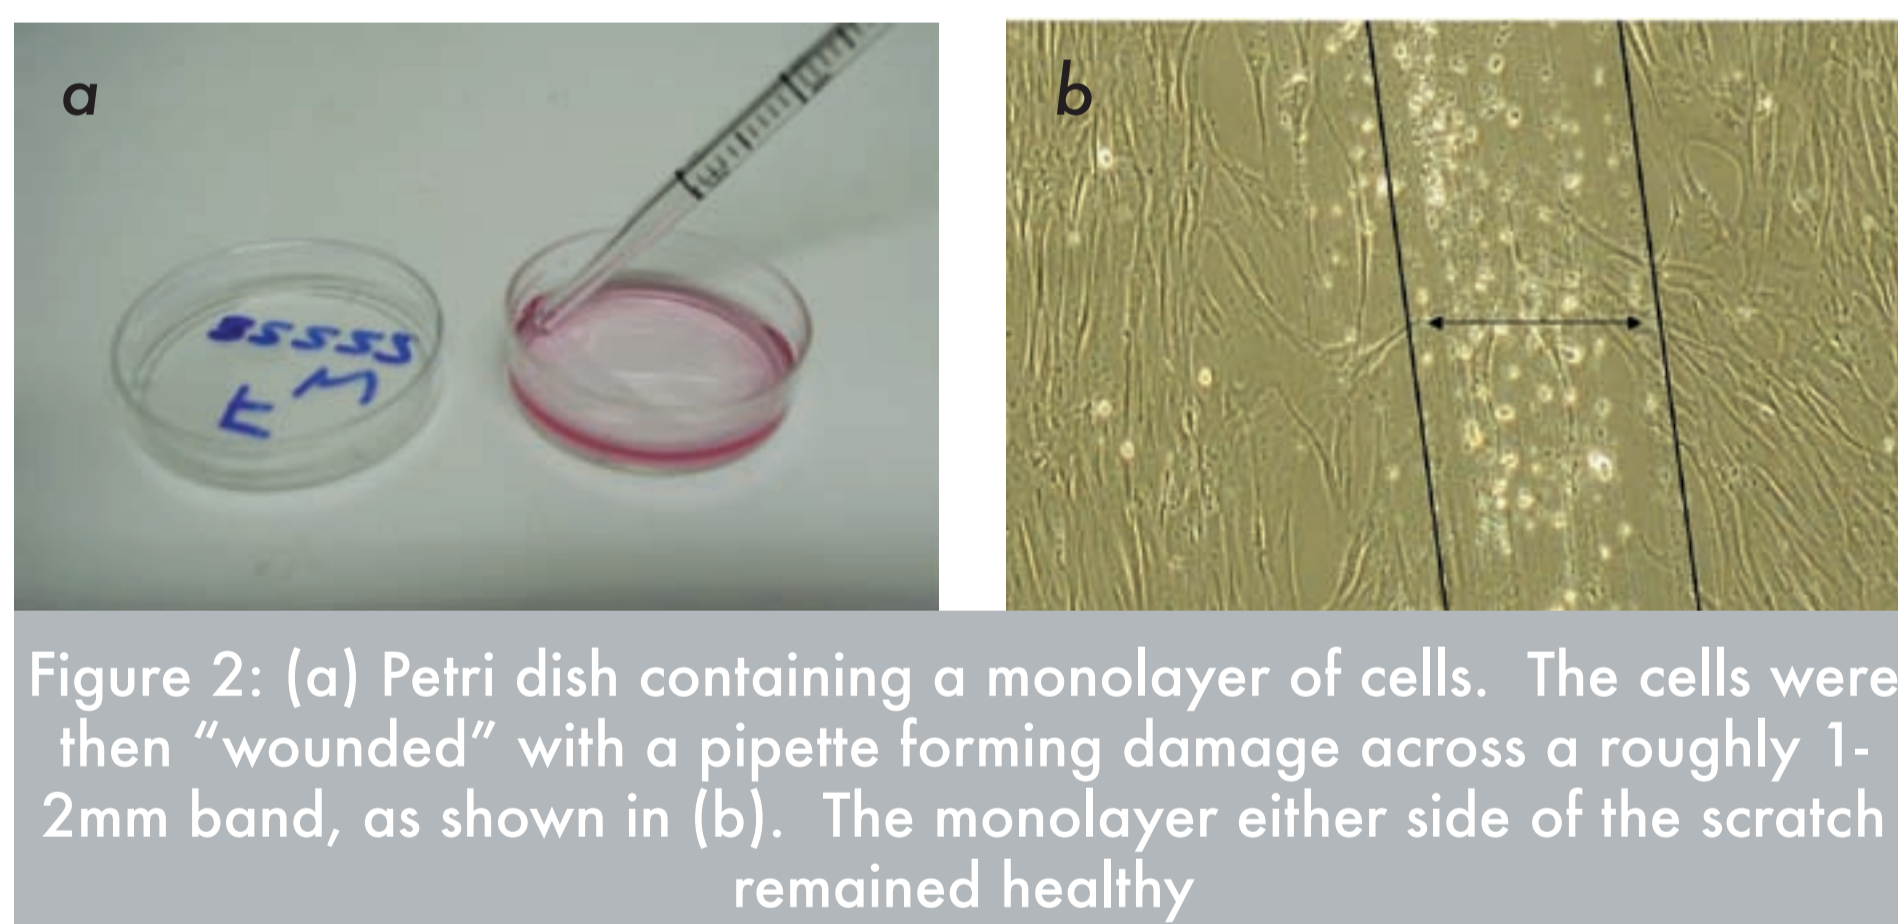 a
b
BSSSSS
E M
Figure 2: (a) Petri dish containing a monolayer of cells. The cells were
then “wounded” with a pipette forming damage across a roughly 1-
2mm band, as shown in (b). The monolayer either side of the scratch
remained healthy